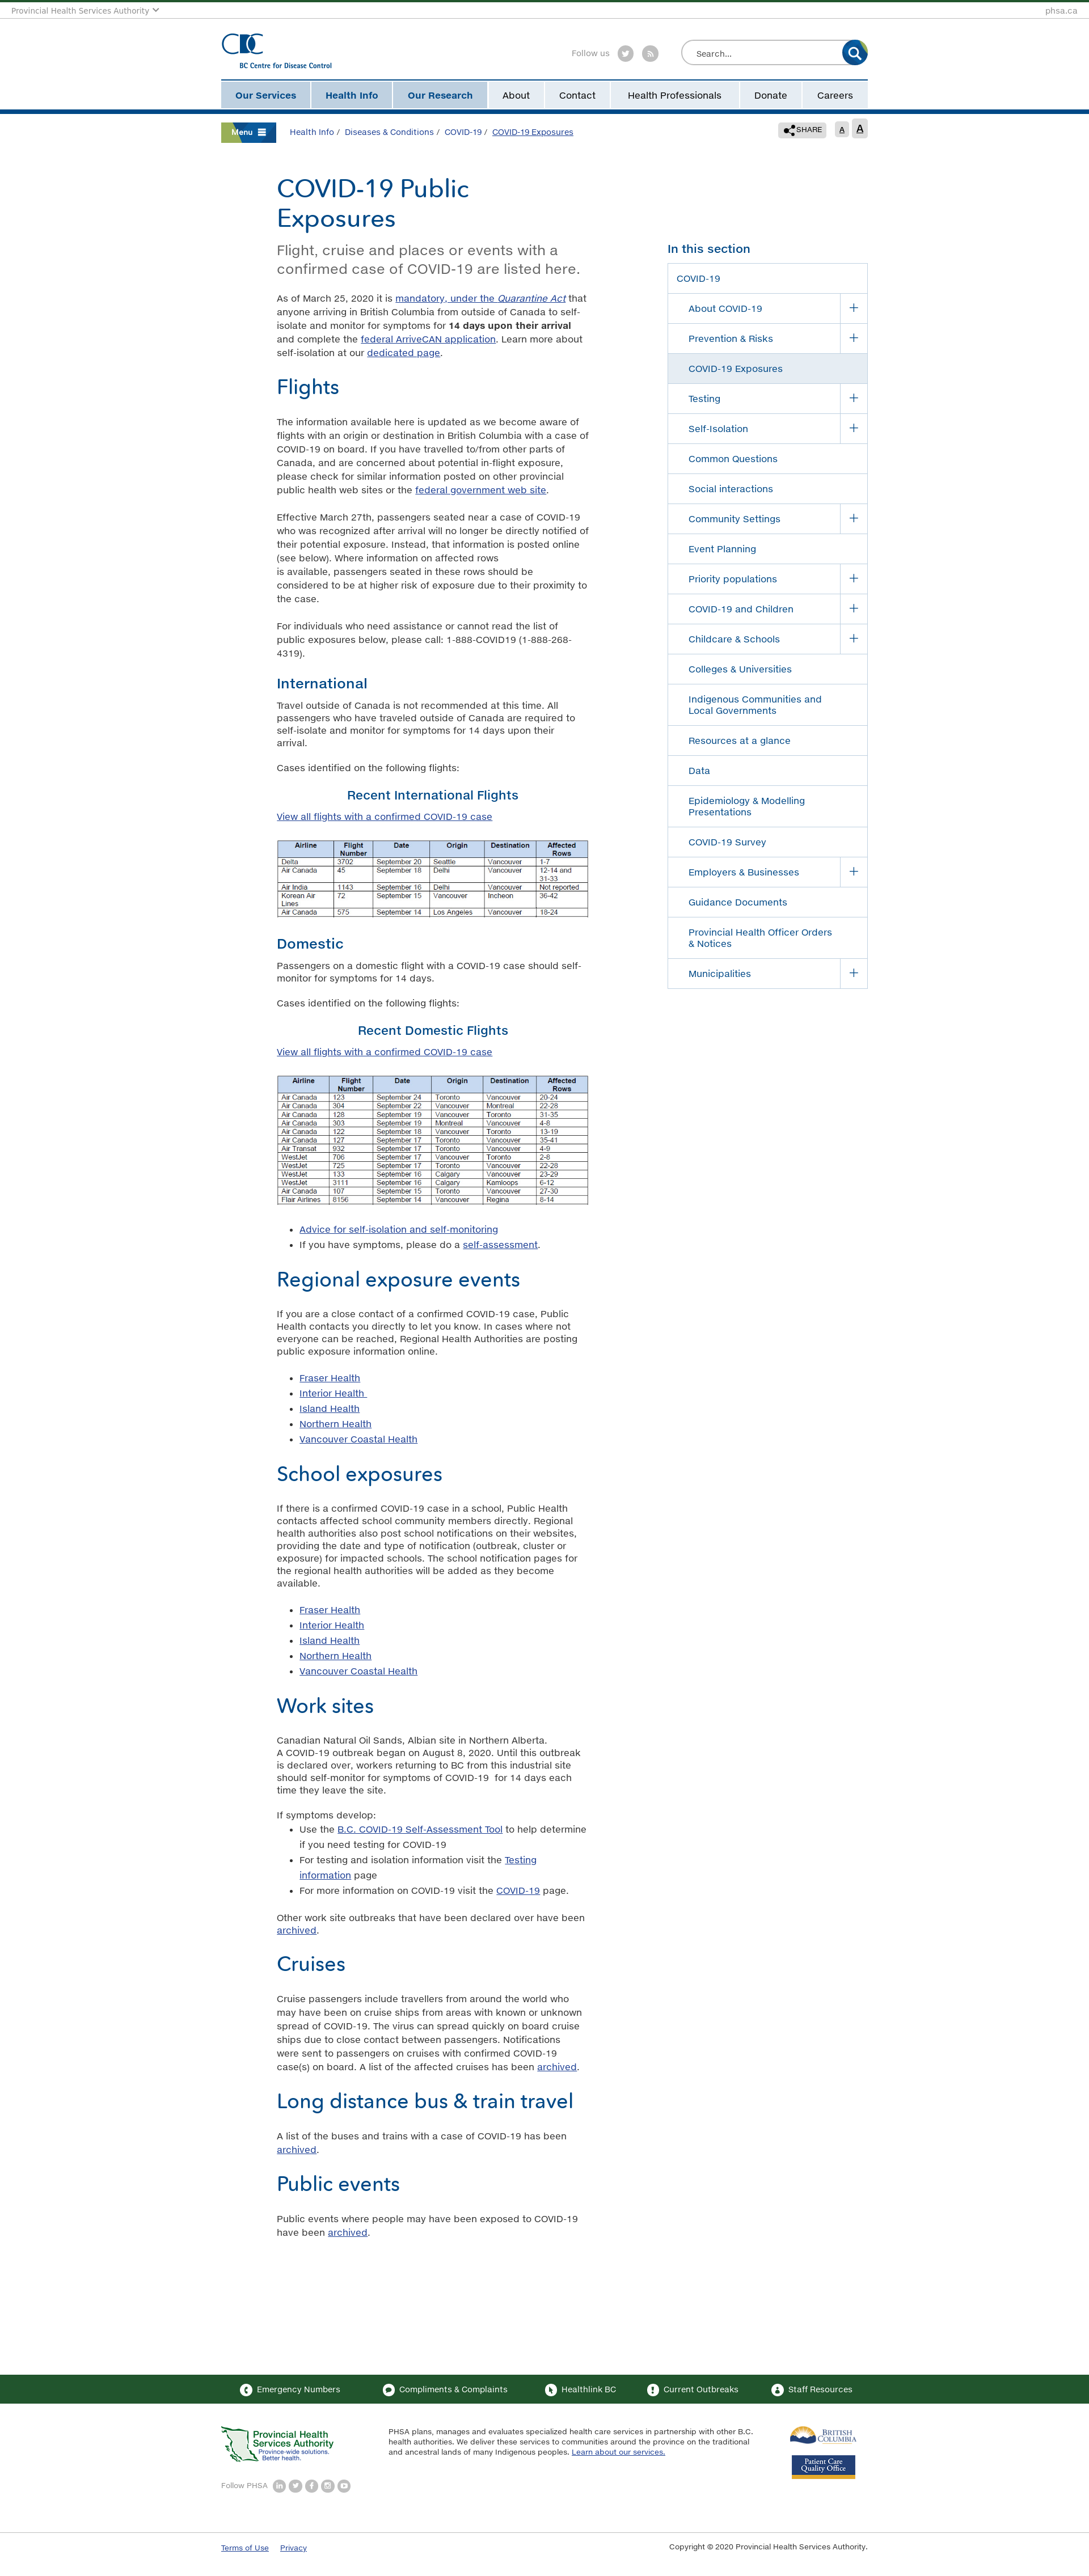 Provincial Health Services Authority
phsa.ca
CDC
BC Centre for Disease Control
Follow us
Search...
Our Services
Health Info
Our Research
About
Contact
Health Professionals
Donate
Careers
Menu
Health Info / Diseases & Conditions / COVID-19 / COVID-19 Exposures
SHARE
A
A
COVID-19 Public
Exposures
Flight, cruise and places or events with a
confirmed case of COVID-19 are listed here.
As of March 25, 2020 it is mandatory, under the Quarantine Act that
anyone arriving in British Columbia from outside of Canada to self-
isolate and monitor for symptoms for 14 days upon their arrival
and complete the federal ArriveCAN application. Learn more about
self-isolation at our dedicated page.
Flights
The information available here is updated as we become aware of
flights with an origin or destination in British Columbia with a case of
COVID-19 on board. If you have travelled to/from other parts of
Canada, and are concerned about potential in-flight exposure,
please check for similar information posted on other provincial
public health web sites or the federal government web site.
Effective March 27th, passengers seated near a case of COVID-19
who was recognized after arrival will no longer be directly notified of
their potential exposure. Instead, that information is posted online
(see below). Where information on affected rows
is available, passengers seated in these rows should be
considered to be at higher risk of exposure due to their proximity to
the case.
For individuals who need assistance or cannot read the list of
public exposures below, please call: 1-888-COVID19 (1-888-268-
4319).
International
Travel outside of Canada is not recommended at this time. All
passengers who have traveled outside of Canada are required to
self-isolate and monitor for symptoms for 14 days upon their
arrival.
Cases identified on the following flights:
Recent International Flights
View all flights with a confirmed COVID-19 case
Airline Flight Number Date Origin Destination Affected Rows
Delta 3702 September 20 Seattle Vancouver 1-7
Air Canada 45 September 18 Delhi Vancouver 12-14 and 31-33
Air India 1143 September 16 Delhi Vancouver Not reported
Korean Air Lines 72 September 15 Vancouver Incheon 36-42
Air Canada 575 September 14 Los Angeles Vancouver 18-24
Domestic
Passengers on a domestic flight with a COVID-19 case should self-
monitor for symptoms for 14 days.
Cases identified on the following flights:
Recent Domestic Flights
View all flights with a confirmed COVID-19 case
Airline Flight Number Date Origin Destination Affected Rows
Air Canada 123 September 24 Toronto Vancouver 20-24
Air Canada 304 September 22 Vancouver Montreal 22-28
Air Canada 128 September 19 Vancouver Toronto 31-35
Air Canada 303 September 19 Montreal Vancouver 4-8
Air Canada 122 September 18 Vancouver Toronto 13-19
Air Canada 127 September 17 Toronto Vancouver 35-41
Air Transat 932 September 17 Toronto Vancouver 4-9
WestJet 706 September 17 Vancouver Toronto 2-8
WestJet 725 September 17 Toronto Vancouver 22-28
WestJet 133 September 16 Calgary Vancouver 23-29
WestJet 3111 September 16 Calgary Kamloops 6-12
Air Canada 107 September 15 Toronto Vancouver 27-30
Flair Airlines 8156 September 14 Vancouver Regina 8-14
• Advice for self-isolation and self-monitoring
• If you have symptoms, please do a self-assessment.
Regional exposure events
If you are a close contact of a confirmed COVID-19 case, Public
Health contacts you directly to let you know. In cases where not
everyone can be reached, Regional Health Authorities are posting
public exposure information online.
• Fraser Health
• Interior Health
• Island Health
• Northern Health
• Vancouver Coastal Health
School exposures
If there is a confirmed COVID-19 case in a school, Public Health
contacts affected school community members directly. Regional
health authorities also post school notifications on their websites,
providing the date and type of notification (outbreak, cluster or
exposure) for impacted schools. The school notification pages for
the regional health authorities will be added as they become
available.
• Fraser Health
• Interior Health
• Island Health
• Northern Health
• Vancouver Coastal Health
Work sites
Canadian Natural Oil Sands, Albian site in Northern Alberta.
A COVID-19 outbreak began on August 8, 2020. Until this outbreak
is declared over, workers returning to BC from this industrial site
should self-monitor for symptoms of COVID-19 for 14 days each
time they leave the site.
If symptoms develop:
• Use the B.C. COVID-19 Self-Assessment Tool to help determine
if you need testing for COVID-19
• For testing and isolation information visit the Testing
information page
• For more information on COVID-19 visit the COVID-19 page.
Other work site outbreaks that have been declared over have been
archived.
Cruises
Cruise passengers include travellers from around the world who
may have been on cruise ships from areas with known or unknown
spread of COVID-19. The virus can spread quickly on board cruise
ships due to close contact between passengers. Notifications
were sent to passengers on cruises with confirmed COVID-19
case(s) on board. A list of the affected cruises has been archived.
Long distance bus & train travel
A list of the buses and trains with a case of COVID-19 has been
archived.
Public events
Public events where people may have been exposed to COVID-19
have been archived.
In this section
COVID-19
About COVID-19
Prevention & Risks
COVID-19 Exposures
Testing
Self-Isolation
Common Questions
Social interactions
Community Settings
Event Planning
Priority populations
COVID-19 and Children
Childcare & Schools
Colleges & Universities
Indigenous Communities and
Local Governments
Resources at a glance
Data
Epidemiology & Modelling
Presentations
COVID-19 Survey
Employers & Businesses
Guidance Documents
Provincial Health Officer Orders
& Notices
Municipalities
Emergency Numbers
Compliments & Complaints
Healthlink BC
Current Outbreaks
Staff Resources
Provincial Health
Services Authority
Province-wide solutions.
Better health.
PHSA plans, manages and evaluates specialized health care services in partnership with other B.C.
health authorities. We deliver these services to communities around the province on the traditional
and ancestral lands of many Indigenous peoples. Learn about our services.
BRITISH
COLUMBIA
Patient Care
Quality Office
Follow PHSA
Terms of Use
Privacy
Copyright © 2020 Provincial Health Services Authority.